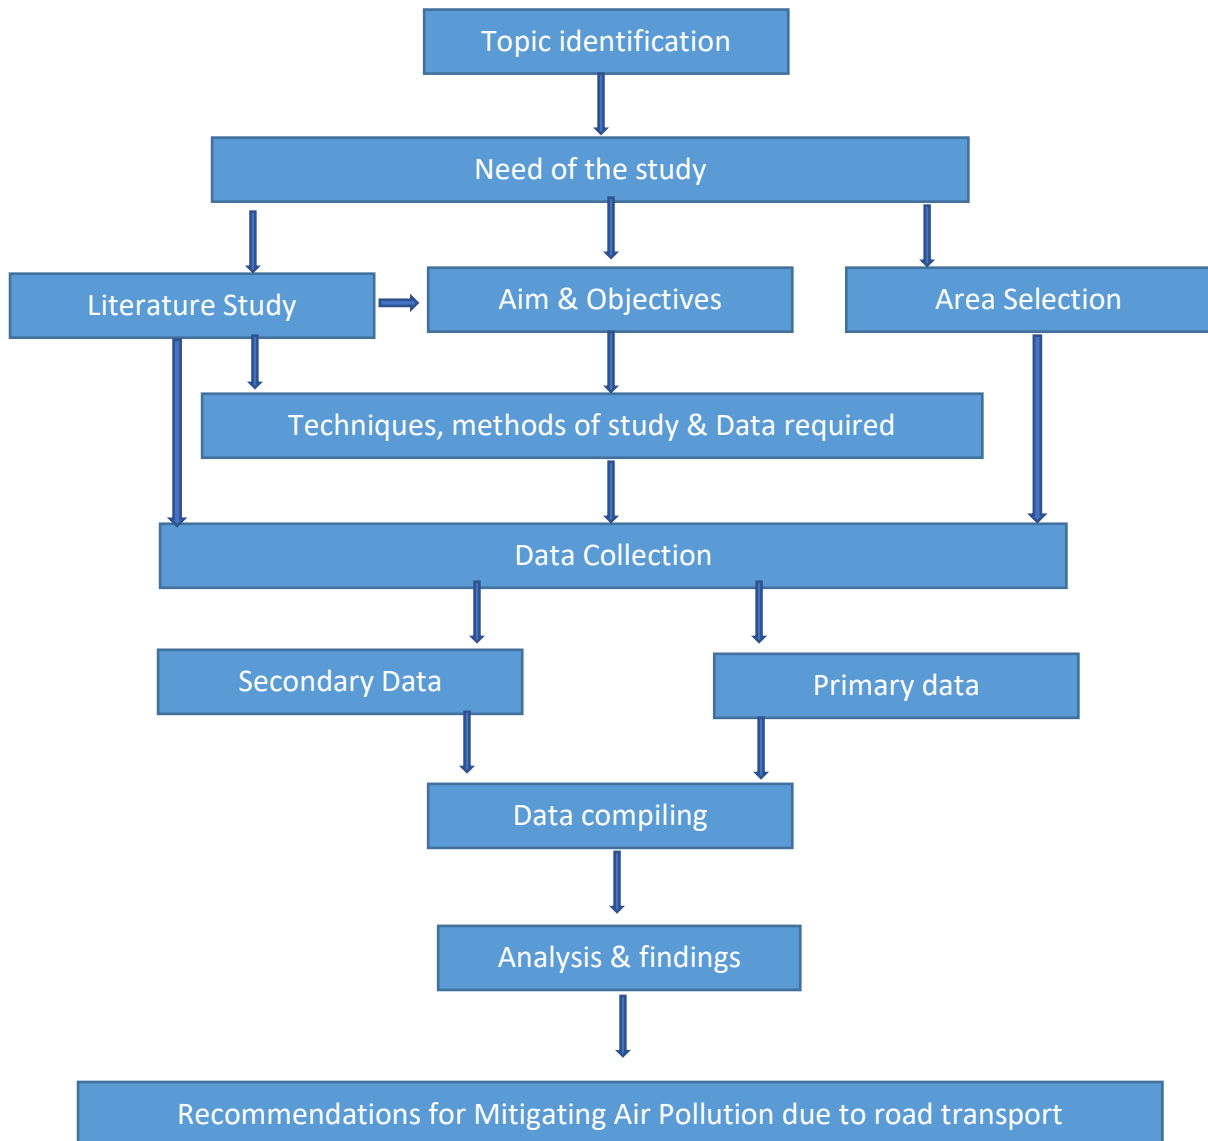 Topic identification
Need of the study
Literature Study
Aim & Objectives
Area Selection
Techniques, methods of study & Data required
Data Collection
Secondary Data
Primary data
Data compiling
Analysis & findings
Recommendations for Mitigating Air Pollution due to road transport